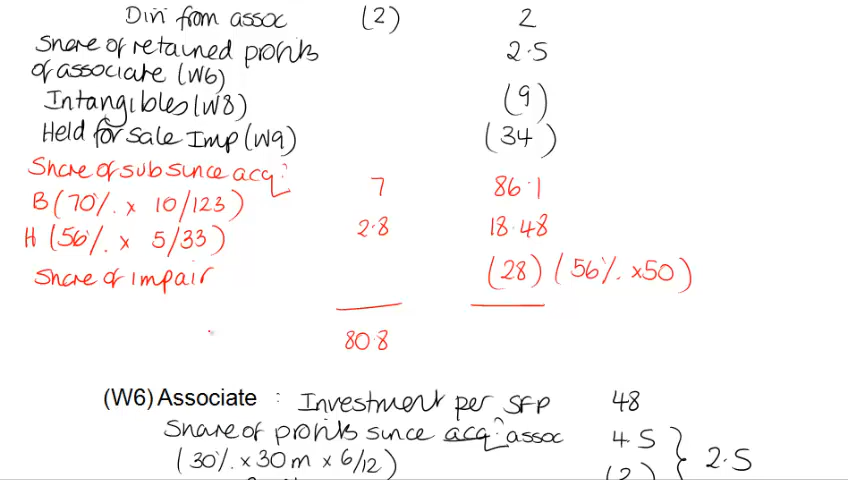 Div from assoc (2) 2
Share of retained profits 2.5
of associate (W6)
Intangibles (W8) (9)
Held for sale Imp (W9) (34)
Share of sub since acq:
7 86.1
B (70% x 10/123)
2.8 18.48
H (56% x 5/33)
Share of impair (28) (56% x50)
80.8
(W6) Associate : Investment per SFP 48
Share of profits since acq: assoc 4.5
(30% x 30m x 6/12) (2) } 2.5